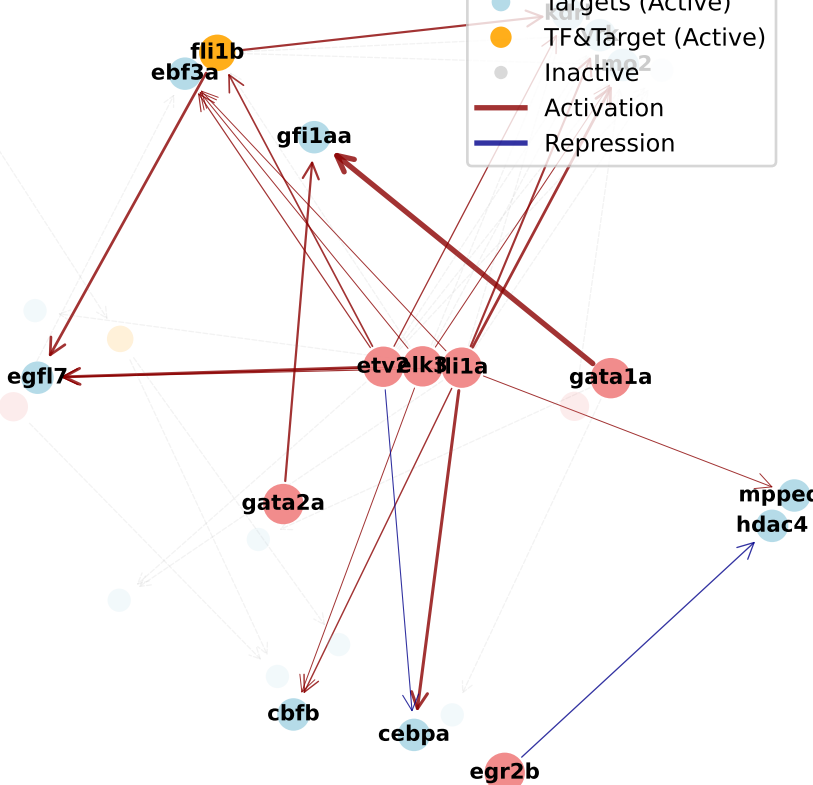 Targets (Active)
TF&Target (Active)
Inactive
Activation
Repression
lmo2
fli1b
ebf3a
gfi1aa
etv2
elk3
fli1a
gata1a
egfl7
gata2a
hdac4
cbfb
cebpa
egr2b